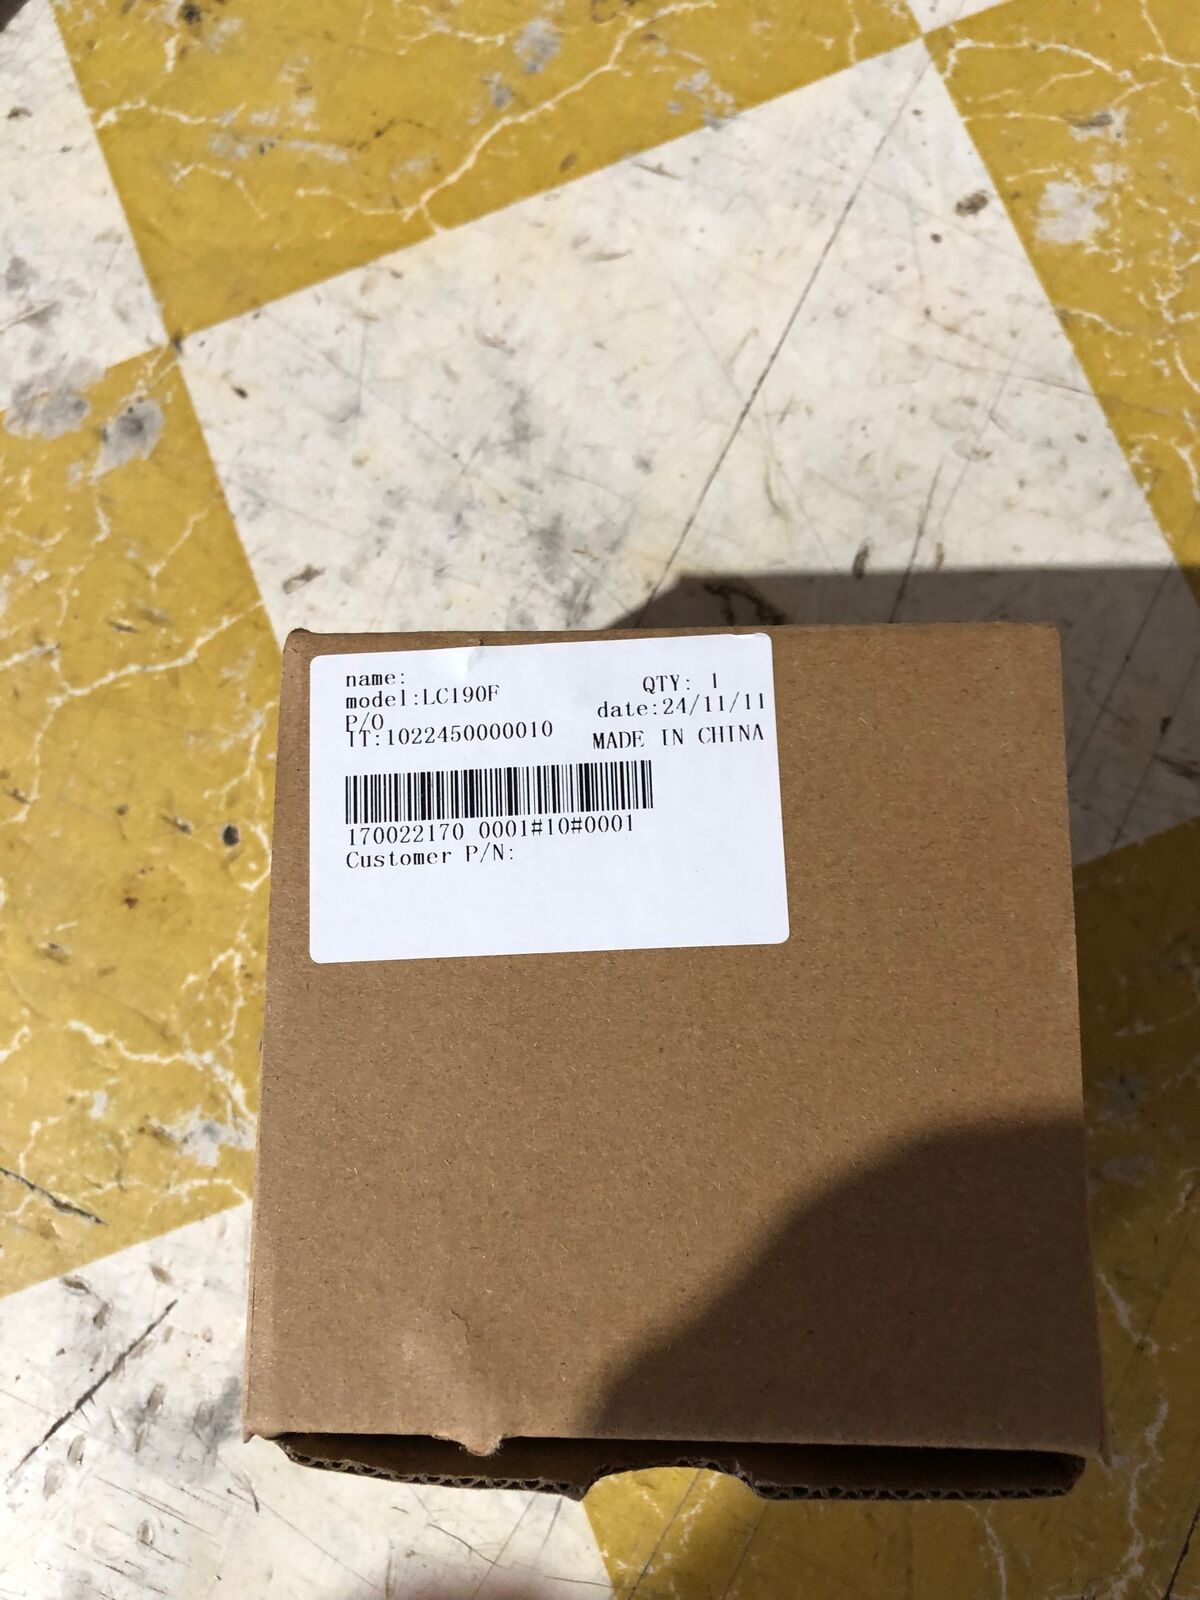 name:
QTY: 1
model:LC190F
date:24/11/11
P/O
IT:1022450000010
MADE IN CHINA
170022170 0001#10#0001
Customer P/N: